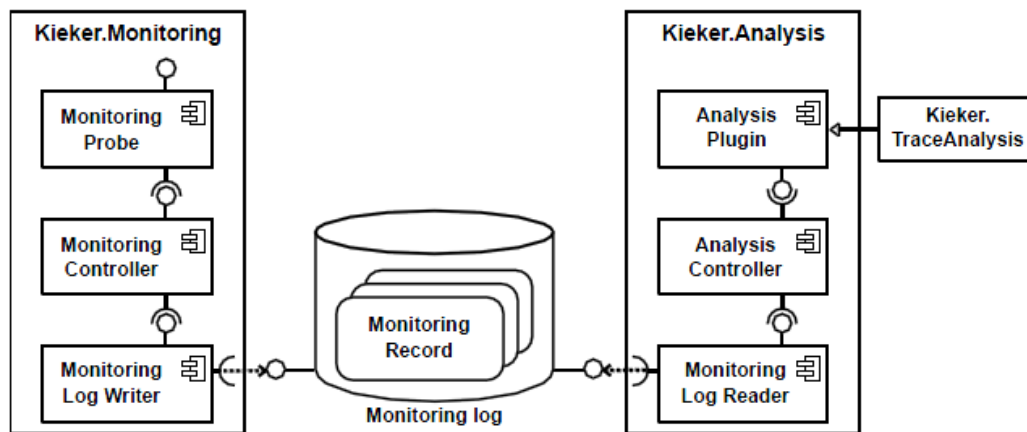 Kieker.Monitoring
Monitoring
Probe
Monitoring
Controller
Monitoring
Log Writer
Monitoring
Record
Monitoring log
Kieker.Analysis
Analysis
Plugin
Analysis
Controller
Monitoring
Log Reader
Kieker.
TraceAnalysis